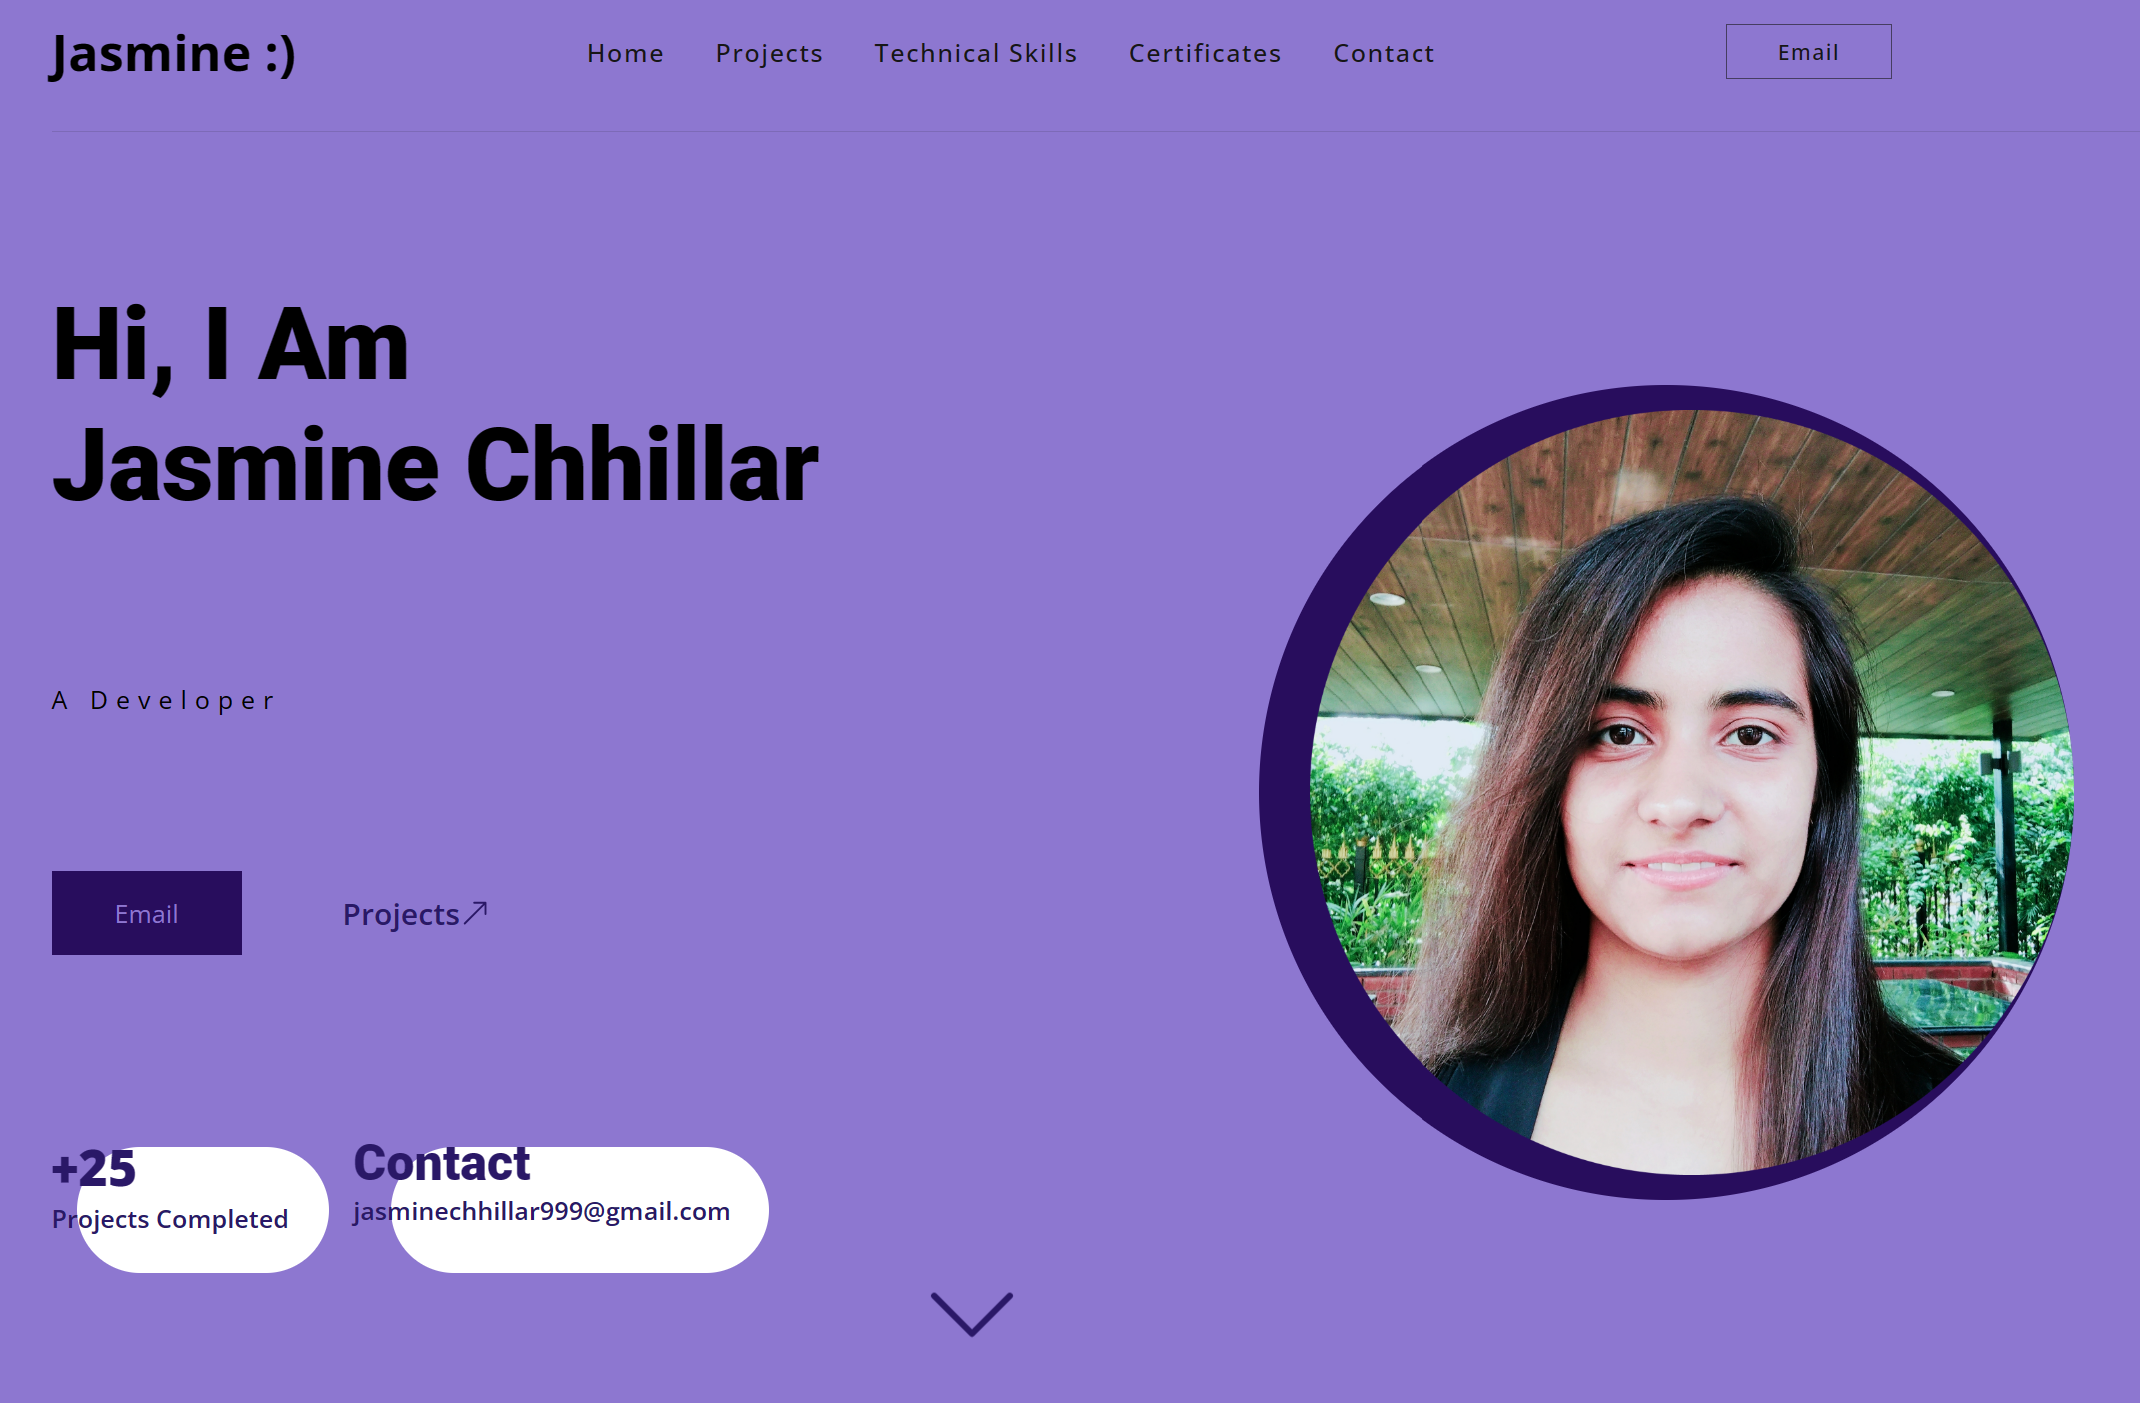 Jasmine :)
Home Projects Technical Skills Certificates Contact
Email
Hi, I Am
Jasmine Chhillar
A Developer
Email
Projects
+25
Projects Completed
Contact
jasminechhillar999@gmail.com